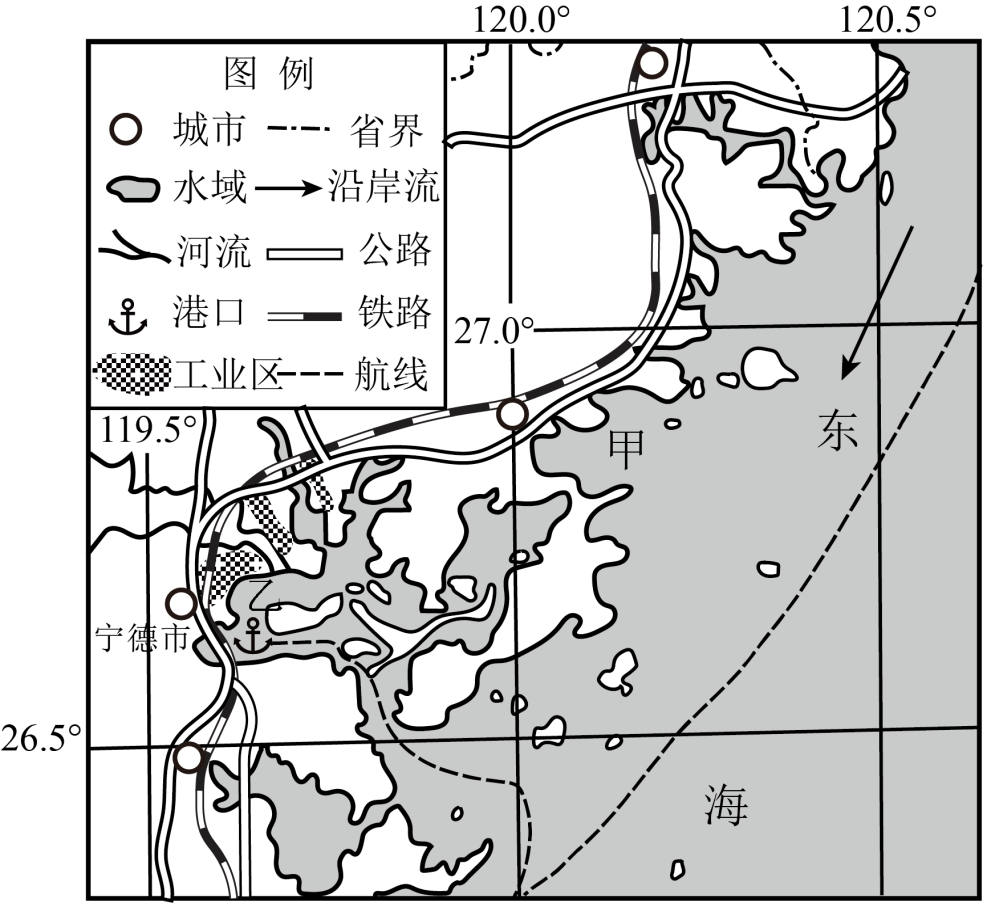 120.0° 120.5°
图例
城市 省界
水域 沿岸流
河流 公路
港口 铁路
工业区 航线
27.0°
119.5°
甲
东
乙
宁德市
26.5°
海